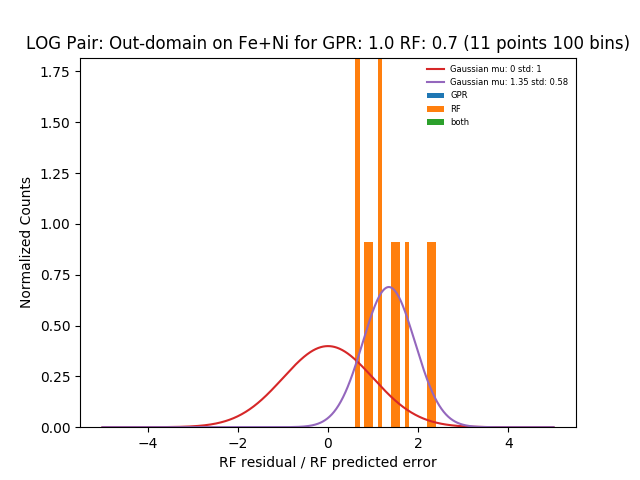 LOG Pair: Out-domain on Fe+Ni for GPR: 1.0 RF: 0.7 (11 points 100 bins)
Gaussian mu: 0 std: 1
Gaussian mu: 1.35 std: 0.58
GPR
RF
both
Normalized Counts
1.75
1.50
1.25
1.00
0.75
0.50
0.25
0.00
−4
−2
0
2
4
RF residual / RF predicted error